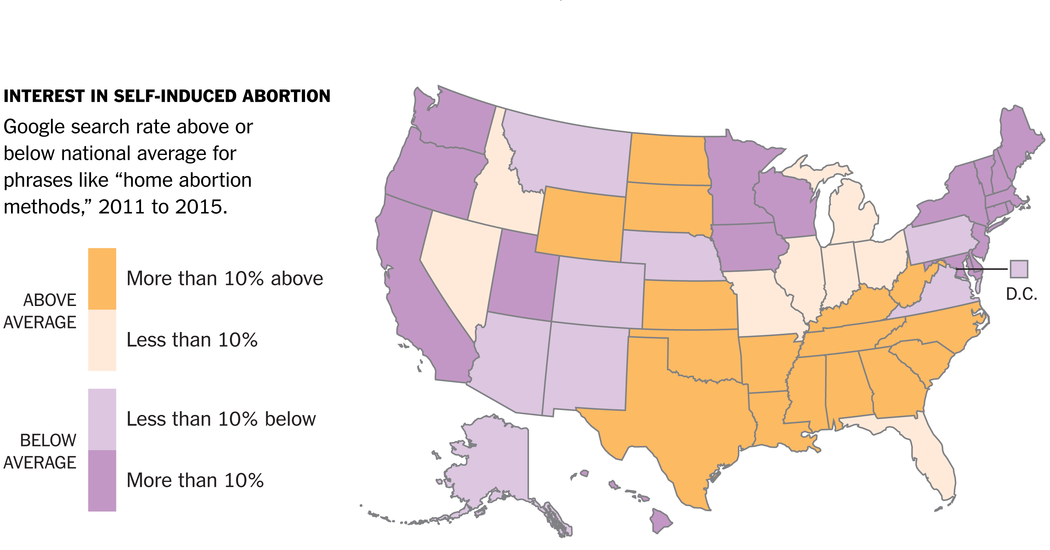 INTEREST IN SELF-INDUCED ABORTION
Google search rate above or
below national average for
phrases like “home abortion
methods,” 2011 to 2015.
ABOVE
AVERAGE
More than 10% above
Less than 10%
BELOW
AVERAGE
Less than 10% below
More than 10%
D.C.